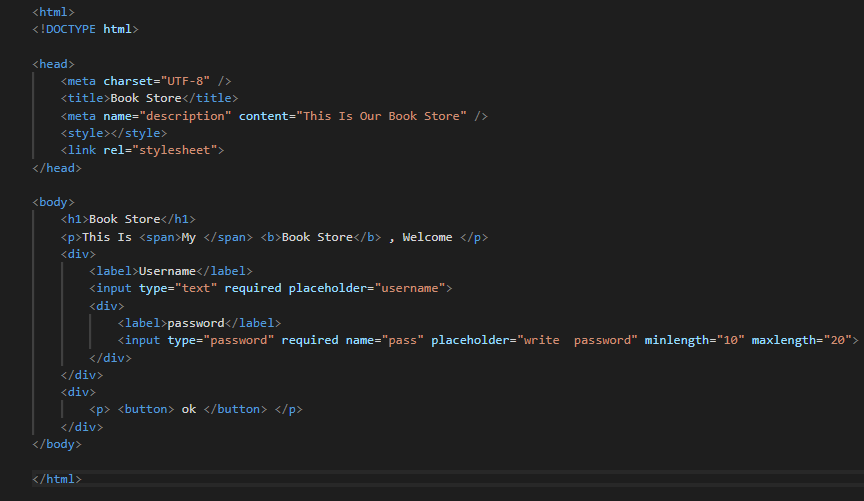 <html>
<!DOCTYPE html>
<head>
<meta charset="UTF-8" />
<title>Book Store</title>
<meta name="description" content="This Is Our Book Store" />
<style></style>
<link rel="stylesheet">
</head>
<body>
<h1>Book Store</h1>
<p>This Is <span>My </span> <b>Book Store</b> , Welcome </p>
<div>
<label>Username</label>
<input type="text" required placeholder="username">
<div>
<label>password</label>
<input type="password" required name="pass" placeholder="write  password" minlength="10" maxlength="20">
</div>
</div>
<div>
<p> <button> ok </button> </p>
</div>
</body>
</html>